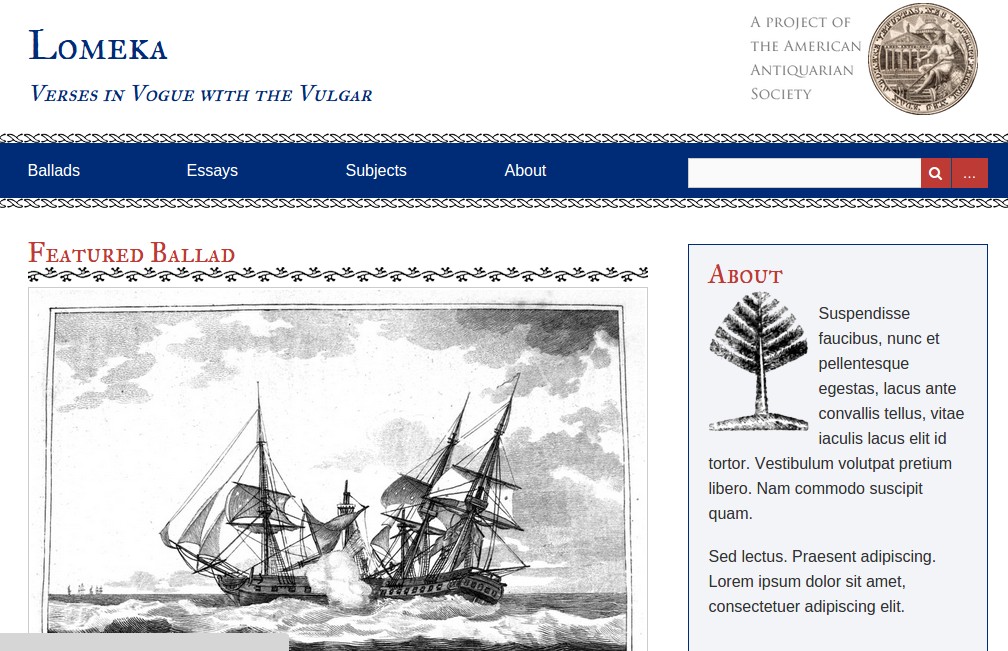 Lomeka
Verses in Vogue with the Vulgar
A project of
the American
Antiquarian
Society
Ballads
Essays
Subjects
About
...
Featured Ballad
About
Suspendisse
faucibus, nunc et
pellentesque
egestas, lacus ante
convallis tellus, vitae
iaculis lacus elit id
tortor. Vestibulum volutpat pretium
libero. Nam commodo suscipit
quam.
Sed lectus. Praesent adipiscing.
Lorem ipsum dolor sit amet,
consectetuer adipiscing elit.